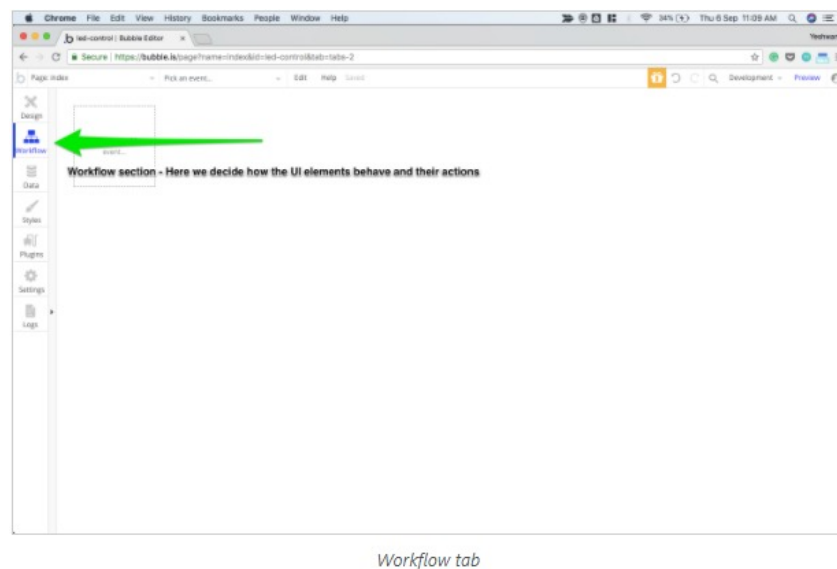 Chrome File Edit View History Bookmarks People Window Help 34% Thu 6 Sep 11:09 AM
led-control | Bubble Editor
Secure | https://bubble.is/page?name=index&id=led-control&tab=tabs-2
Page: index Pick an event... Edit Help Saved Development Preview
Design
Workflow
event...
Workflow section - Here we decide how the UI elements behave and their actions
Data
Styles
Plugins
Settings
Logs
Workflow tab